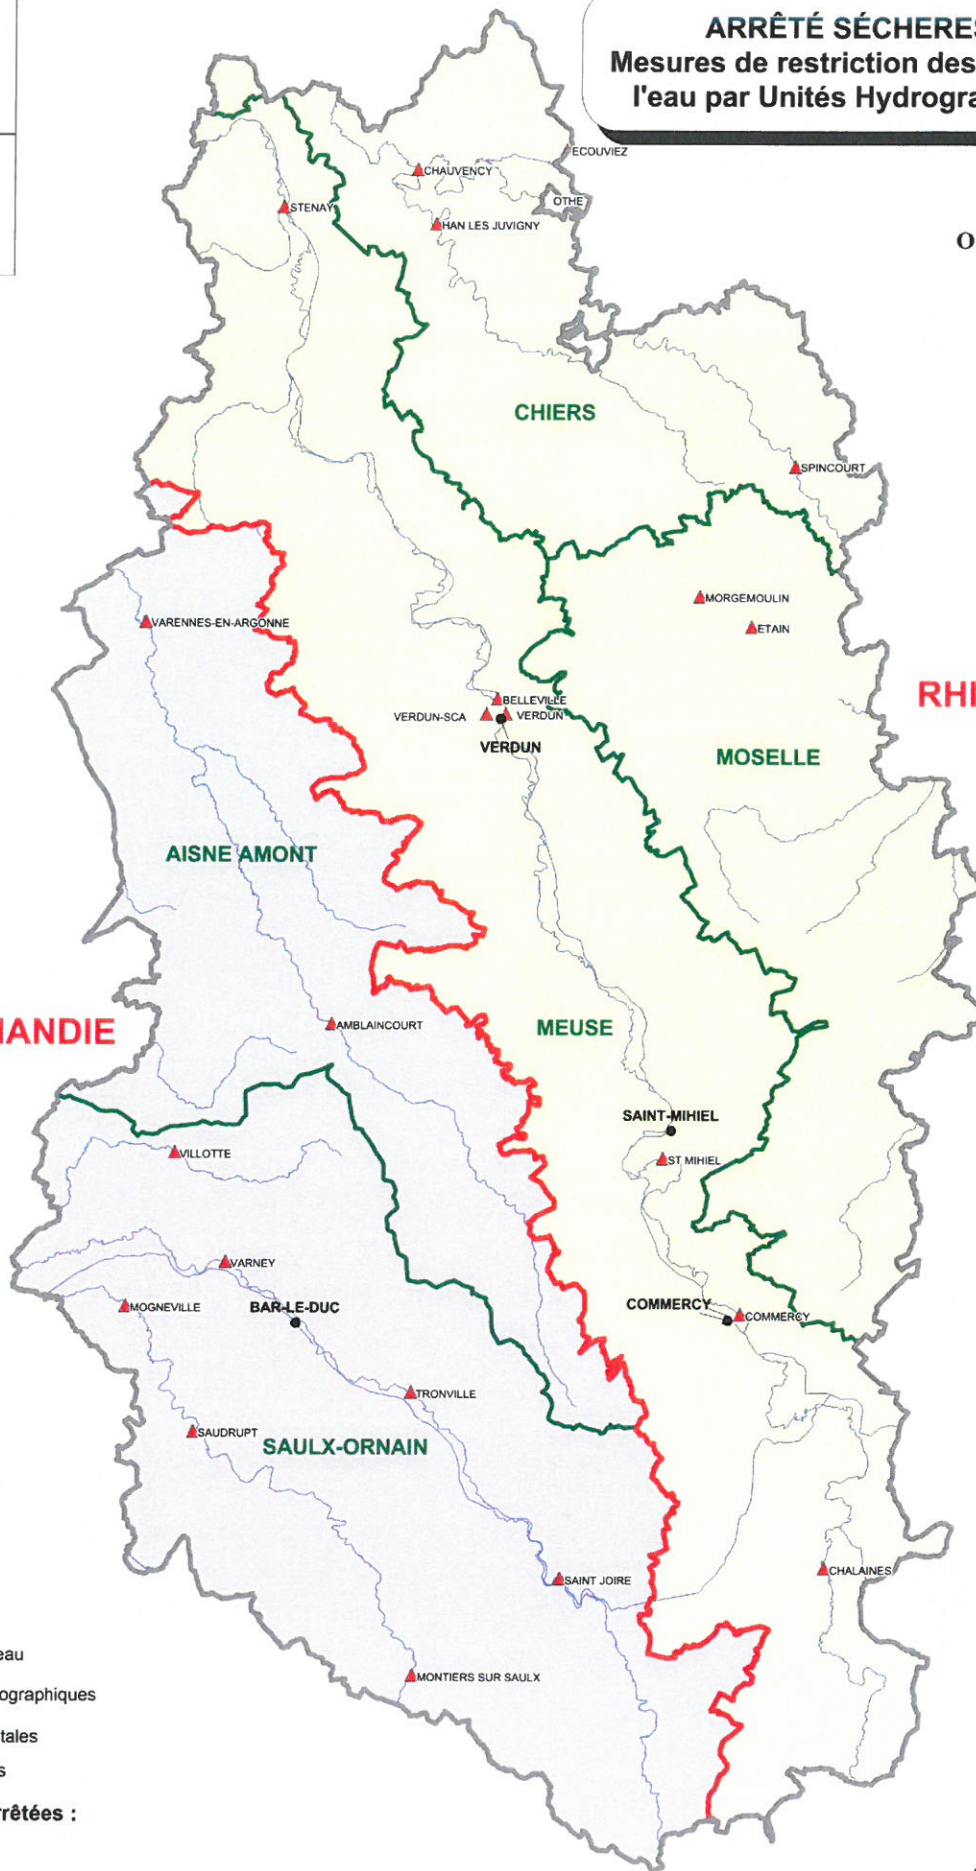 ARRÊTÉ SÉCHERES
Mesures de restriction des
l'eau par Unités Hydrogra
ECOUVIEZ
CHAUVENCY
OTHE
STENAY
HAN LES JUVIGNY
O
CHIERS
SPINCOURT
MORGEMOULIN
VARENNES-EN-ARGONNE
ETAIN
RHI
BELLEVILLE
VERDUN-SCA
VERDUN
VERDUN
MOSELLE
AISNE AMONT
AMBLAINCOURT
MEUSE
IANDIE
SAINT-MIHIEL
VILLOTTE
ST MIHIEL
VARNEY
MOGNEVILLE
BAR-LE-DUC
COMMERCY
COMMERCY
TRONVILLE
SAUDRUPT
SAULX-ORNAIN
CHALAINES
SAINT JOIRE
eau
MONTIERS SUR SAULX
ographiques
tales
s
rrêtées :